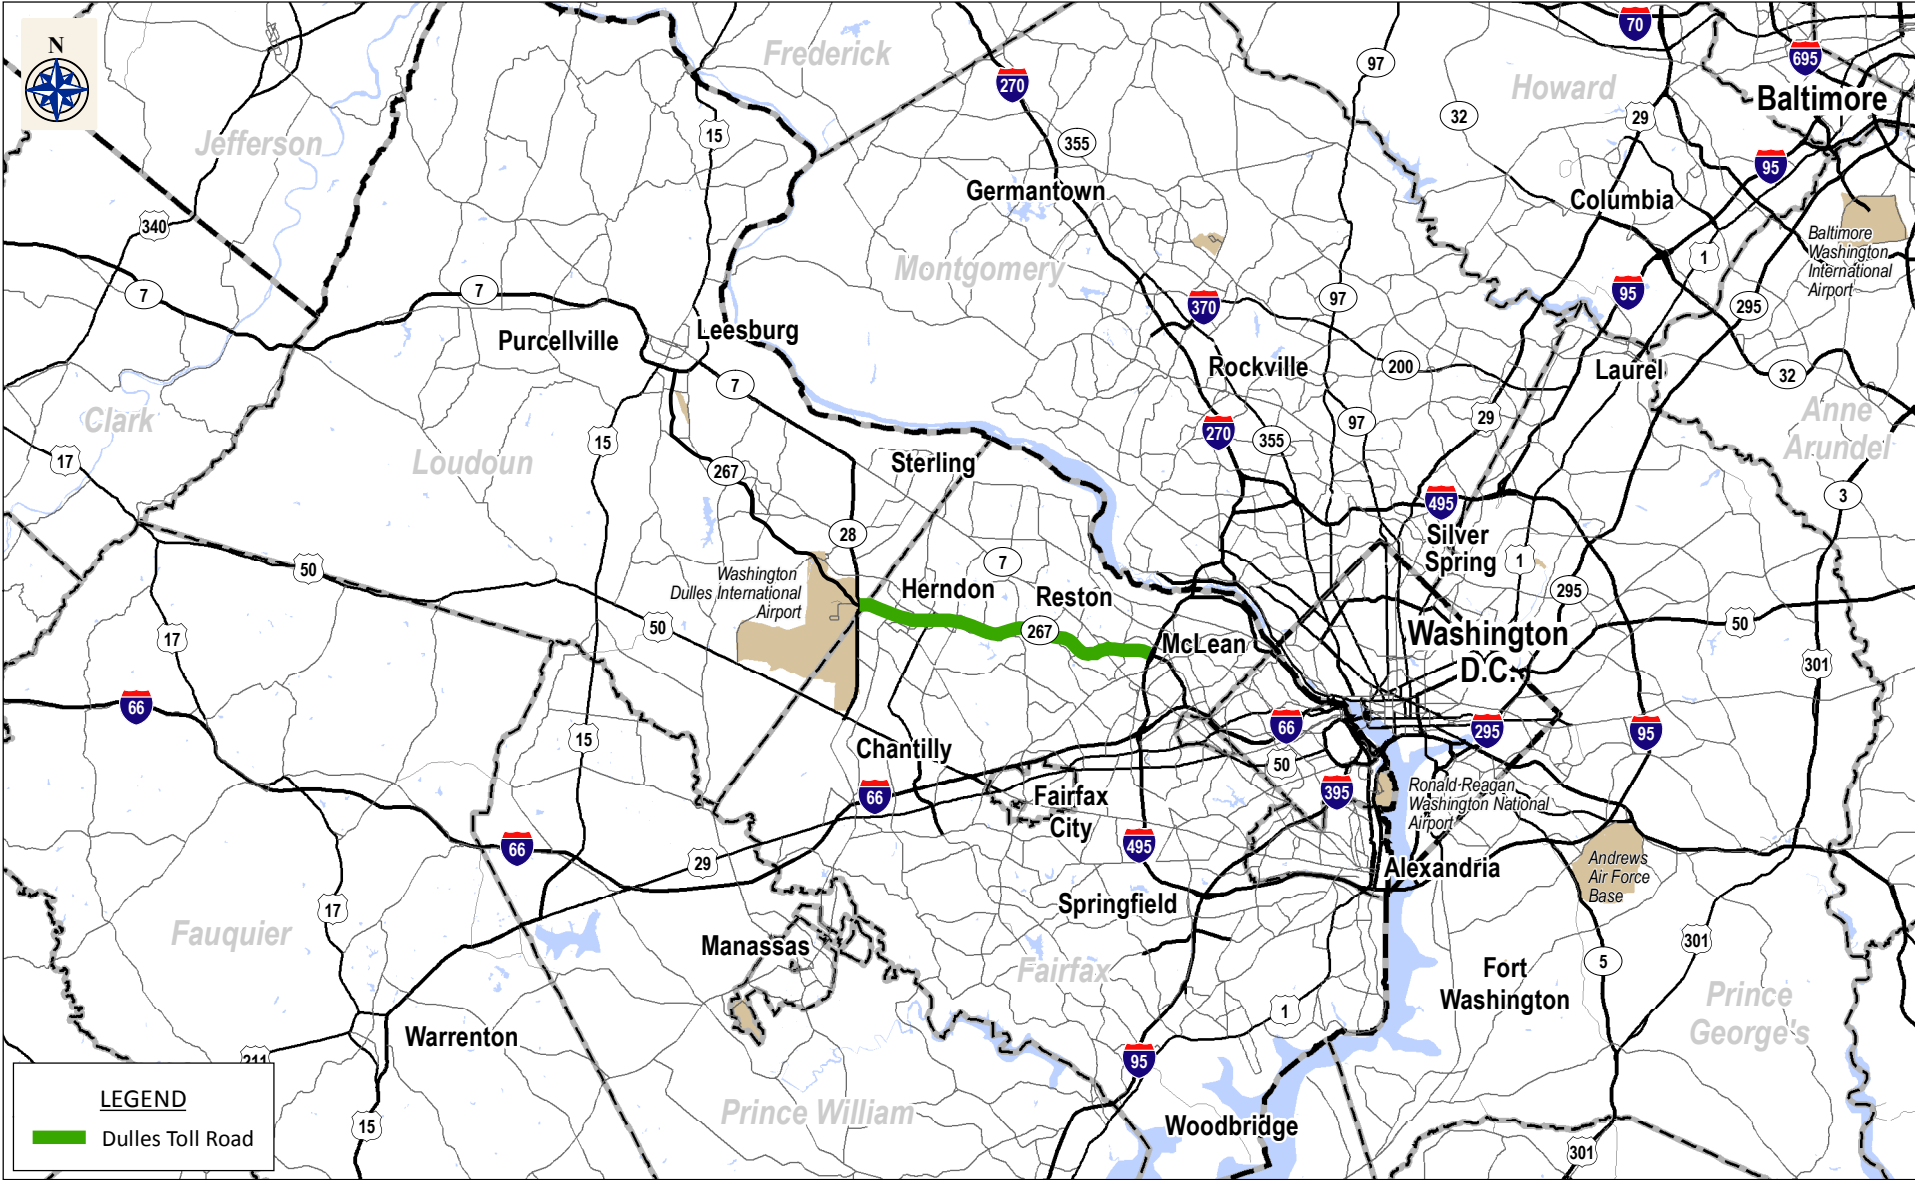 N
70
695
Frederick
97
270
Howard
Baltimore
32
29
15
355
Jefferson
95
Germantown
Columbia
340
Baltimore
Washington
International
Airport
1
Montgomery
7
7
370
97
95
295
Leesburg
Purcellville
Rockville
200
Laurel
32
7
Clark
Anne
Arundel
29
97
270
355
15
17
Loudoun
Sterling
267
495
3
28
Silver
Spring
1
7
50
Washington
Dulles International
Airport
Herndon
Reston
295
50
50
267
17
McLean
Washington
D.C.
301
66
66
295
95
15
Chantilly
50
66
Fairfax
City
395
Ronald Reagan
Washington National
Airport
66
495
29
Alexandria
Andrews
Air Force
Base
Springfield
17
Fauquier
Manassas
301
Fairfax
5
Fort
Washington
Prince
George's
1
Warrenton
211
95
LEGEND
Dulles Toll Road
15
Prince William
Woodbridge
301